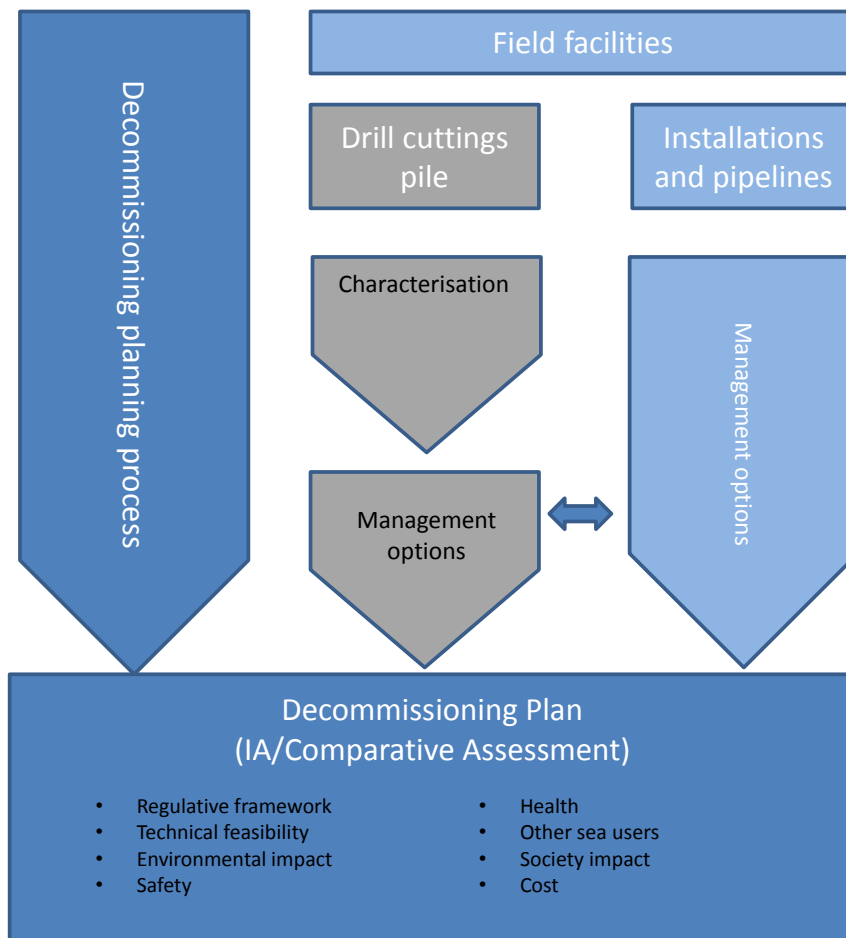 Decommissioning planning process
Field facilities
Drill cuttings
pile
Installations
and pipelines
Characterisation
Management
options
Management options
Decommissioning Plan
(IA/Comparative Assessment)
• Regulative framework
• Technical feasibility
• Environmental impact
• Safety
• Health
• Other sea users
• Society impact
• Cost